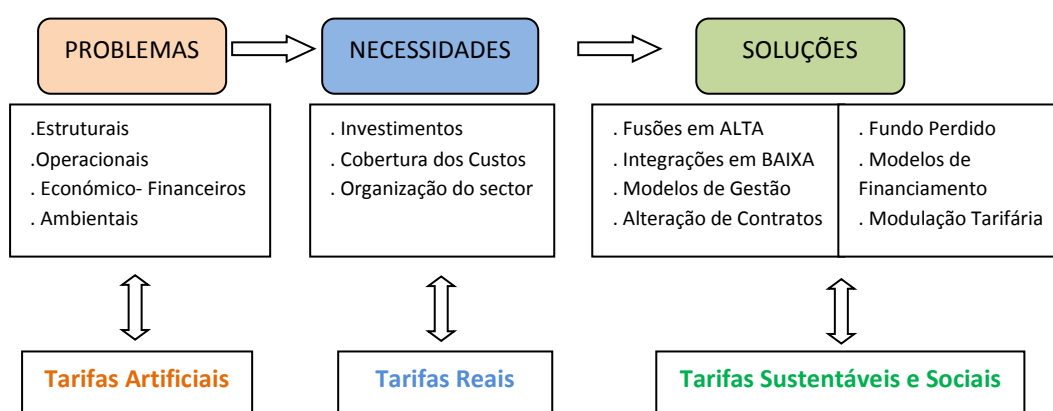 PROBLEMAS
NECESSIDADES
SOLUÇÕES
.Estruturais
.Operacionais
. Económico- Financeiros
. Ambientais
. Investimentos
. Cobertura dos Custos
. Organização do sector
. Fusões em ALTA
. Integrações em BAIXA
. Modelos de Gestão
. Alteração de Contratos
. Fundo Perdido
. Modelos de
Financiamento
. Modulação Tarifária
Tarifas Artificiais
Tarifas Reais
Tarifas Sustentáveis e Sociais